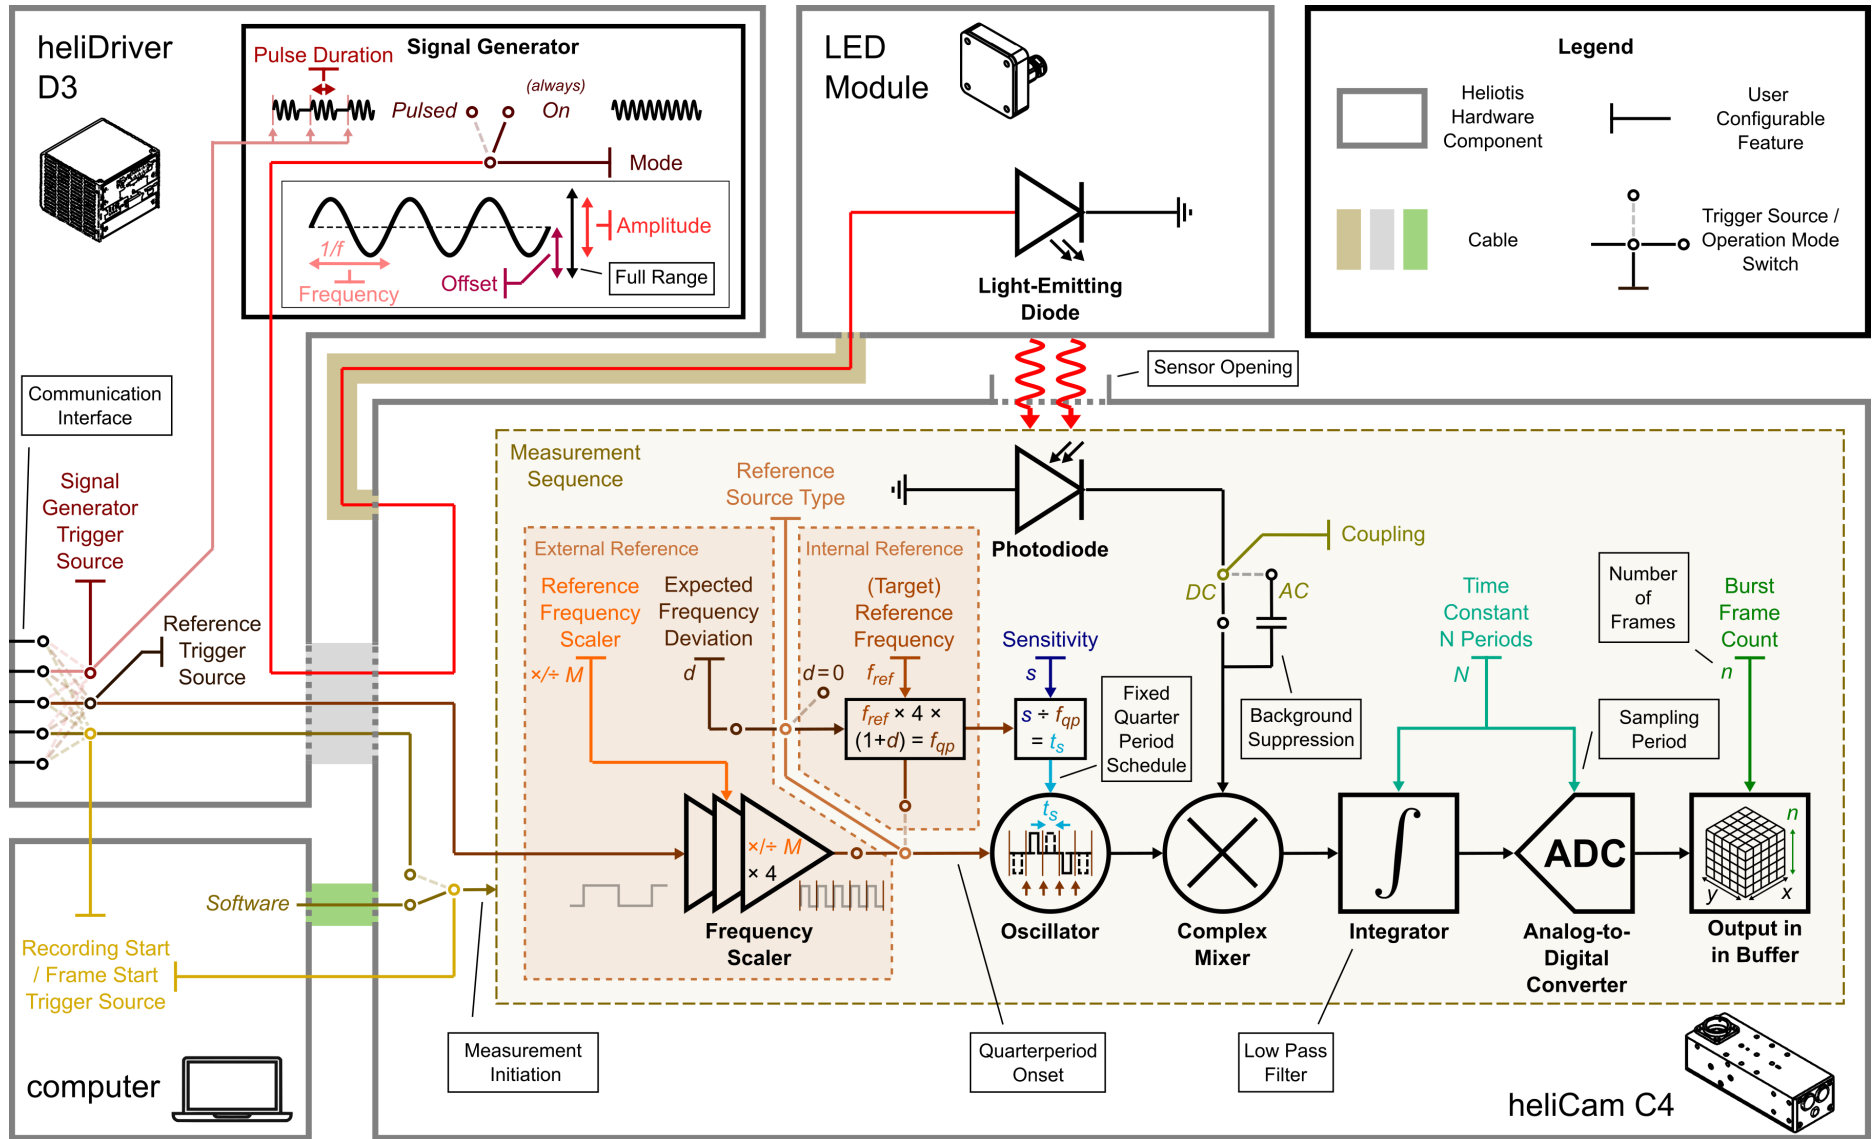 heliDriver
D3
Signal Generator
Pulse Duration
Pulsed
(always)
On
Mode
1/f
Frequency
Amplitude
Offset
Full Range
LED
Module
Light-Emitting
Diode
Legend
Heliotis
Hardware
Component
User
Configurable
Feature
Cable
Trigger Source /
Operation Mode
Switch
Communication
Interface
Sensor Opening
Signal
Generator
Trigger
Source
Reference
Trigger
Source
Measurement
Sequence
Reference
Source Type
Photodiode
Coupling
DC
AC
Background
Suppression
External Reference
Internal Reference
Reference
Frequency
Scaler
×/÷ M
Expected
Frequency
Deviation
d
d = 0
(Target)
Reference
Frequency
fref
fref × 4 ×
(1+d) = fqp
Sensitivity
s
s ÷ fqp
= ts
Fixed
Quarter
Period
Schedule
Time
Constant
N Periods
N
Sampling
Period
Number
of
Frames
Burst
Frame
Count
n
×/÷ M
× 4
Frequency
Scaler
ts
Oscillator
Complex
Mixer
∫
Integrator
ADC
Analog-to-
Digital
Converter
n
y
x
Output in
in Buffer
Software
Recording Start
/ Frame Start
Trigger Source
Measurement
Initiation
Quarterperiod
Onset
Low Pass
Filter
computer
heliCam C4